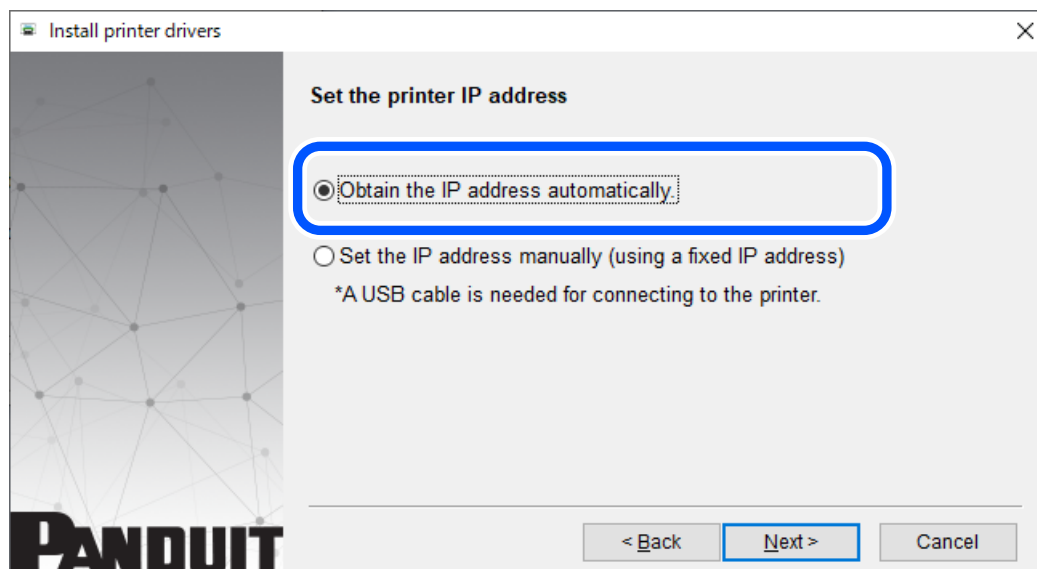 Install printer drivers
Set the printer IP address
Obtain the IP address automatically.
Set the IP address manually (using a fixed IP address)
*A USB cable is needed for connecting to the printer.
PANDUIT
< Back Next > Cancel